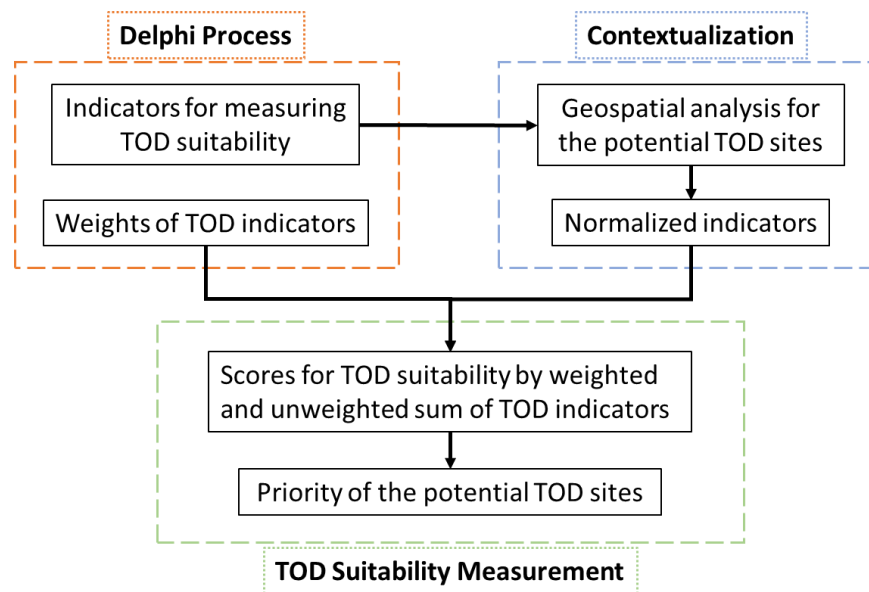 Delphi Process
Contextualization
Indicators for measuring
TOD suitability
Geospatial analysis for
the potential TOD sites
Weights of TOD indicators
Normalized indicators
Scores for TOD suitability by weighted
and unweighted sum of TOD indicators
Priority of the potential TOD sites
TOD Suitability Measurement